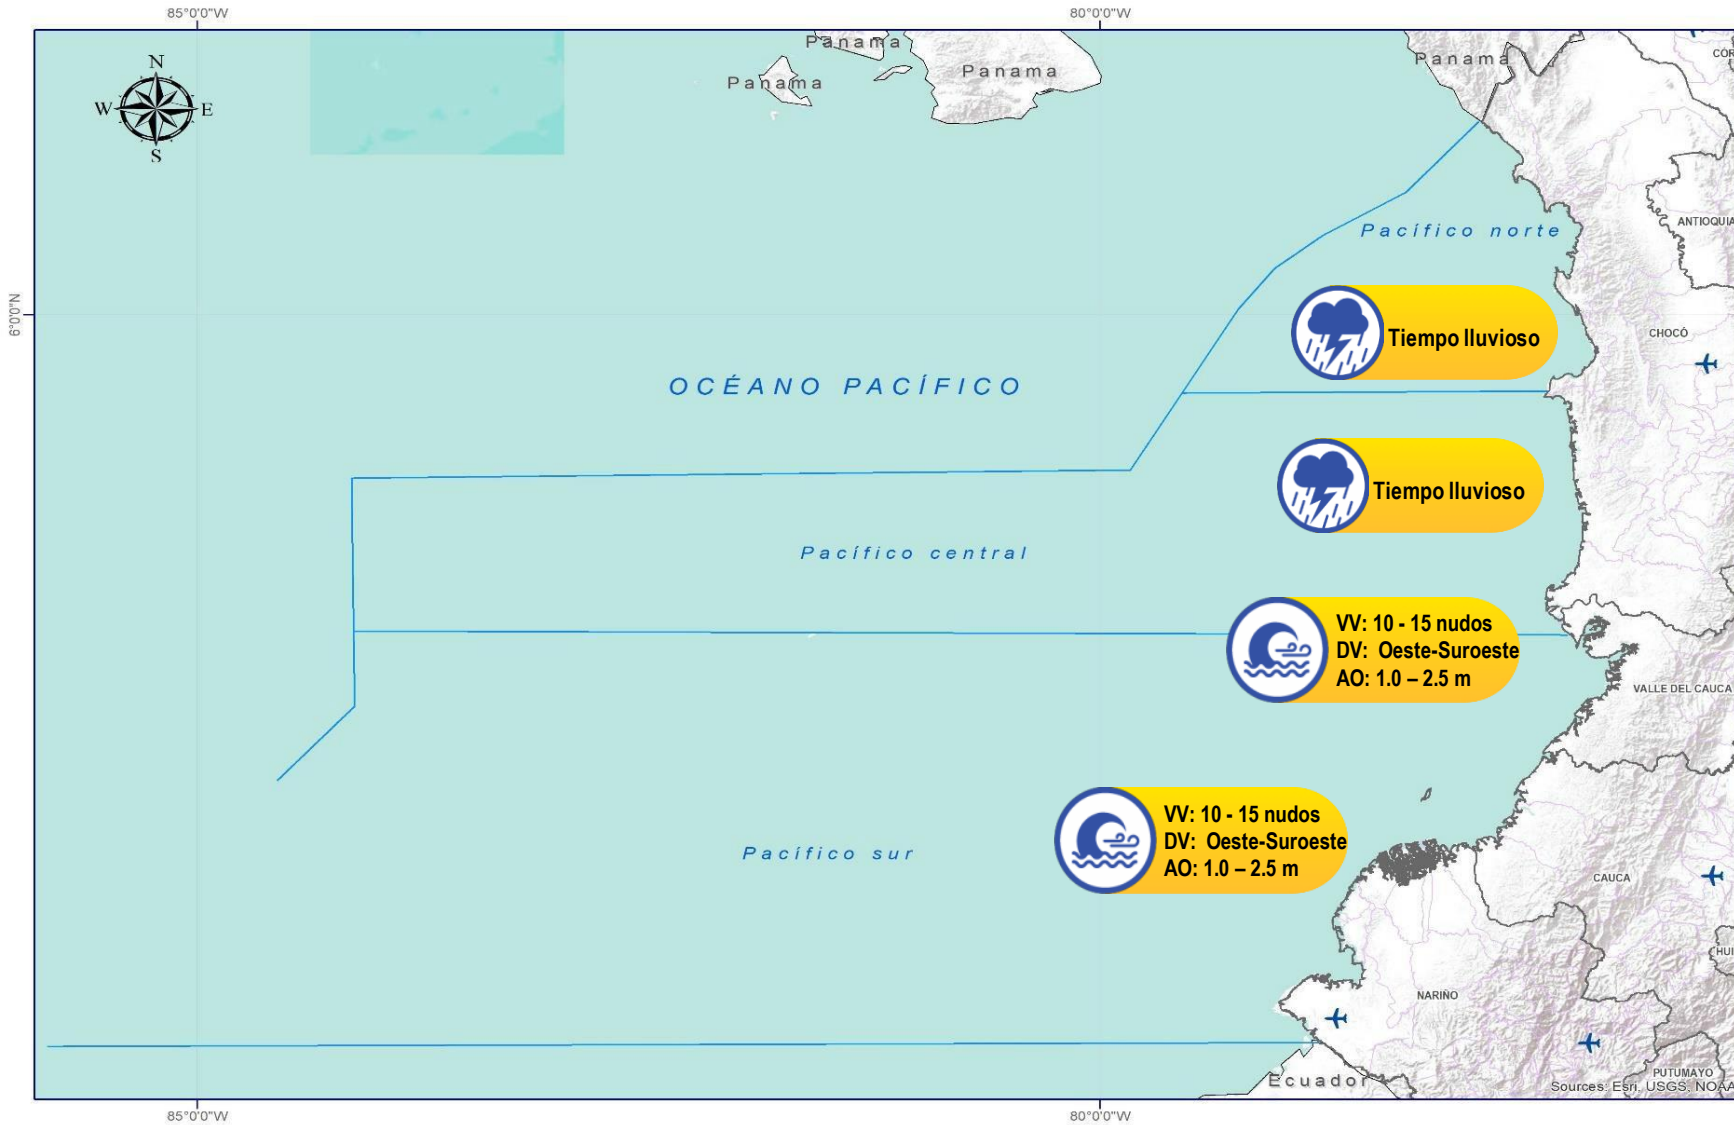 85°0'0"W
80°0'0"W
N
W
E
S
Panama
Panama
Panama
Panama
CÓR
ANTIOQUIA
Pacífico norte
6°0'0"N
CHOCÓ
Tiempo lluvioso
OCÉANO PACÍFICO
Tiempo lluvioso
Pacífico central
VV: 10 - 15 nudos
DV: Oeste-Suroeste
AO: 1.0 – 2.5 m
VALLE DEL CAUCA
VV: 10 - 15 nudos
DV: Oeste-Suroeste
AO: 1.0 – 2.5 m
Pacífico sur
CAUCA
HUI
NARIÑO
PUTUMAYO
Ecuador
Sources: Esri, USGS, NOAA
85°0'0"W
80°0'0"W